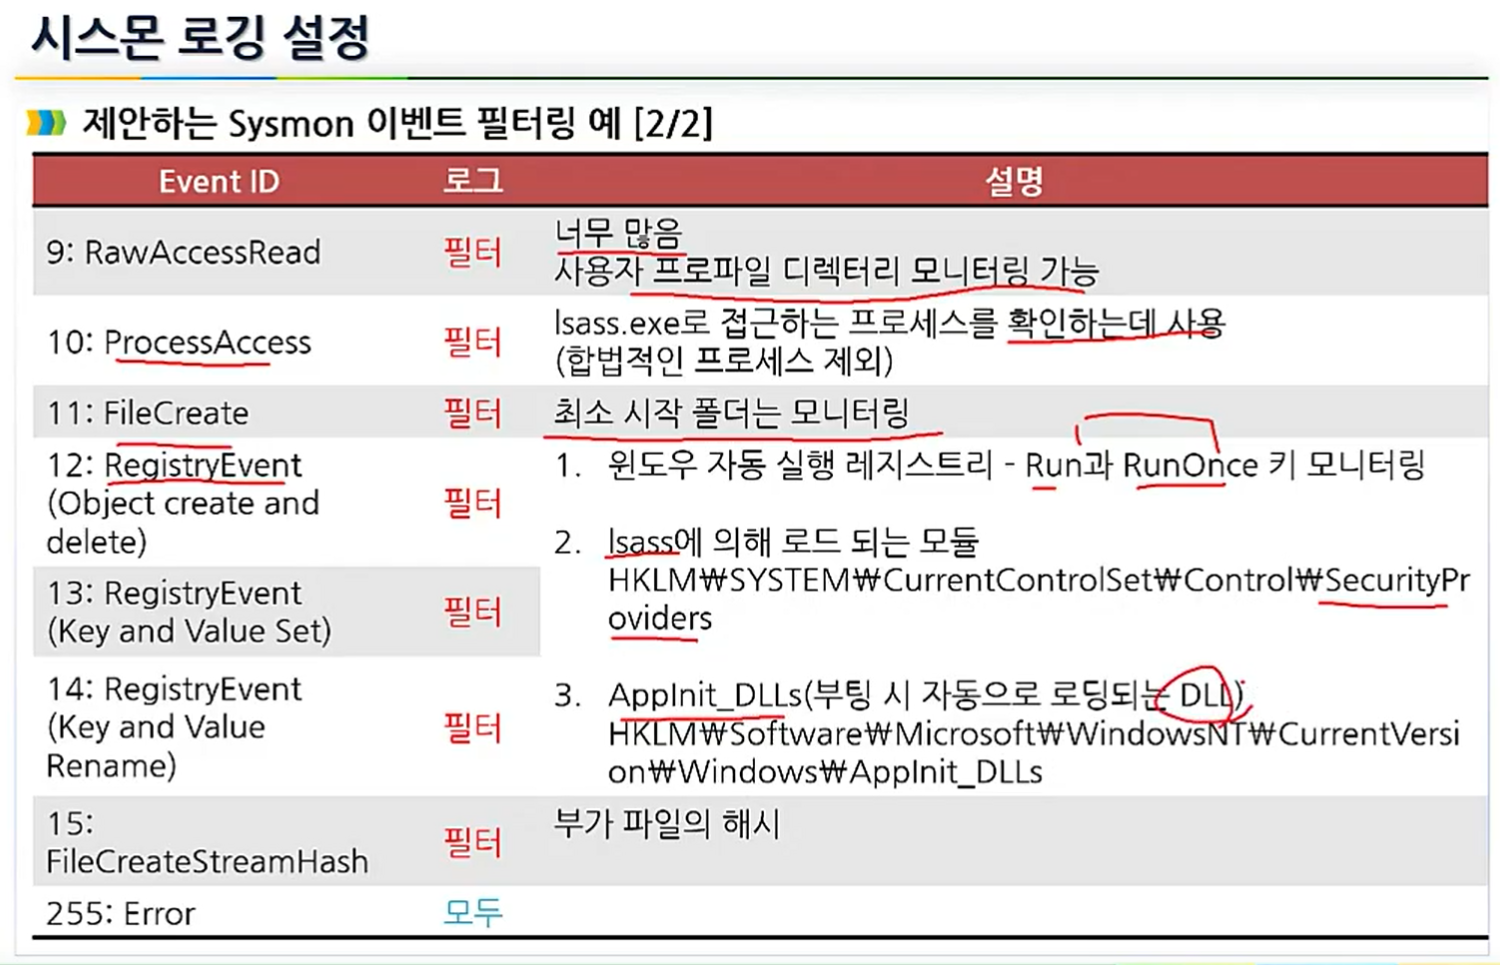 시스몬 로깅 설정
제안하는 Sysmon 이벤트 필터링 예 [2/2]
Event ID 로그 설명
9: RawAccessRead 필터 너무 많음
사용자 프로파일 디렉터리 모니터링 가능
10: ProcessAccess 필터 lsass.exe로 접근하는 프로세스를 확인하는데 사용
(합법적인 프로세스 제외)
11: FileCreate 필터 최소 시작 폴더는 모니터링
12: RegistryEvent
(Object create and
delete)
필터
13: RegistryEvent
(Key and Value Set)
필터
14: RegistryEvent
(Key and Value
Rename)
필터
1. 윈도우 자동 실행 레지스트리 - Run과 RunOnce 키 모니터링
2. lsass에 의해 로드 되는 모듈
HKLM₩SYSTEM₩CurrentControlSet₩Control₩SecurityPr
oviders
3. AppInit_DLLs(부팅 시 자동으로 로딩되는 DLL)
HKLM₩Software₩Microsoft₩WindowsNT₩CurrentVersi
on₩Windows₩AppInit_DLLs
15:
FileCreateStreamHash
필터 부가 파일의 해시
255: Error 모두